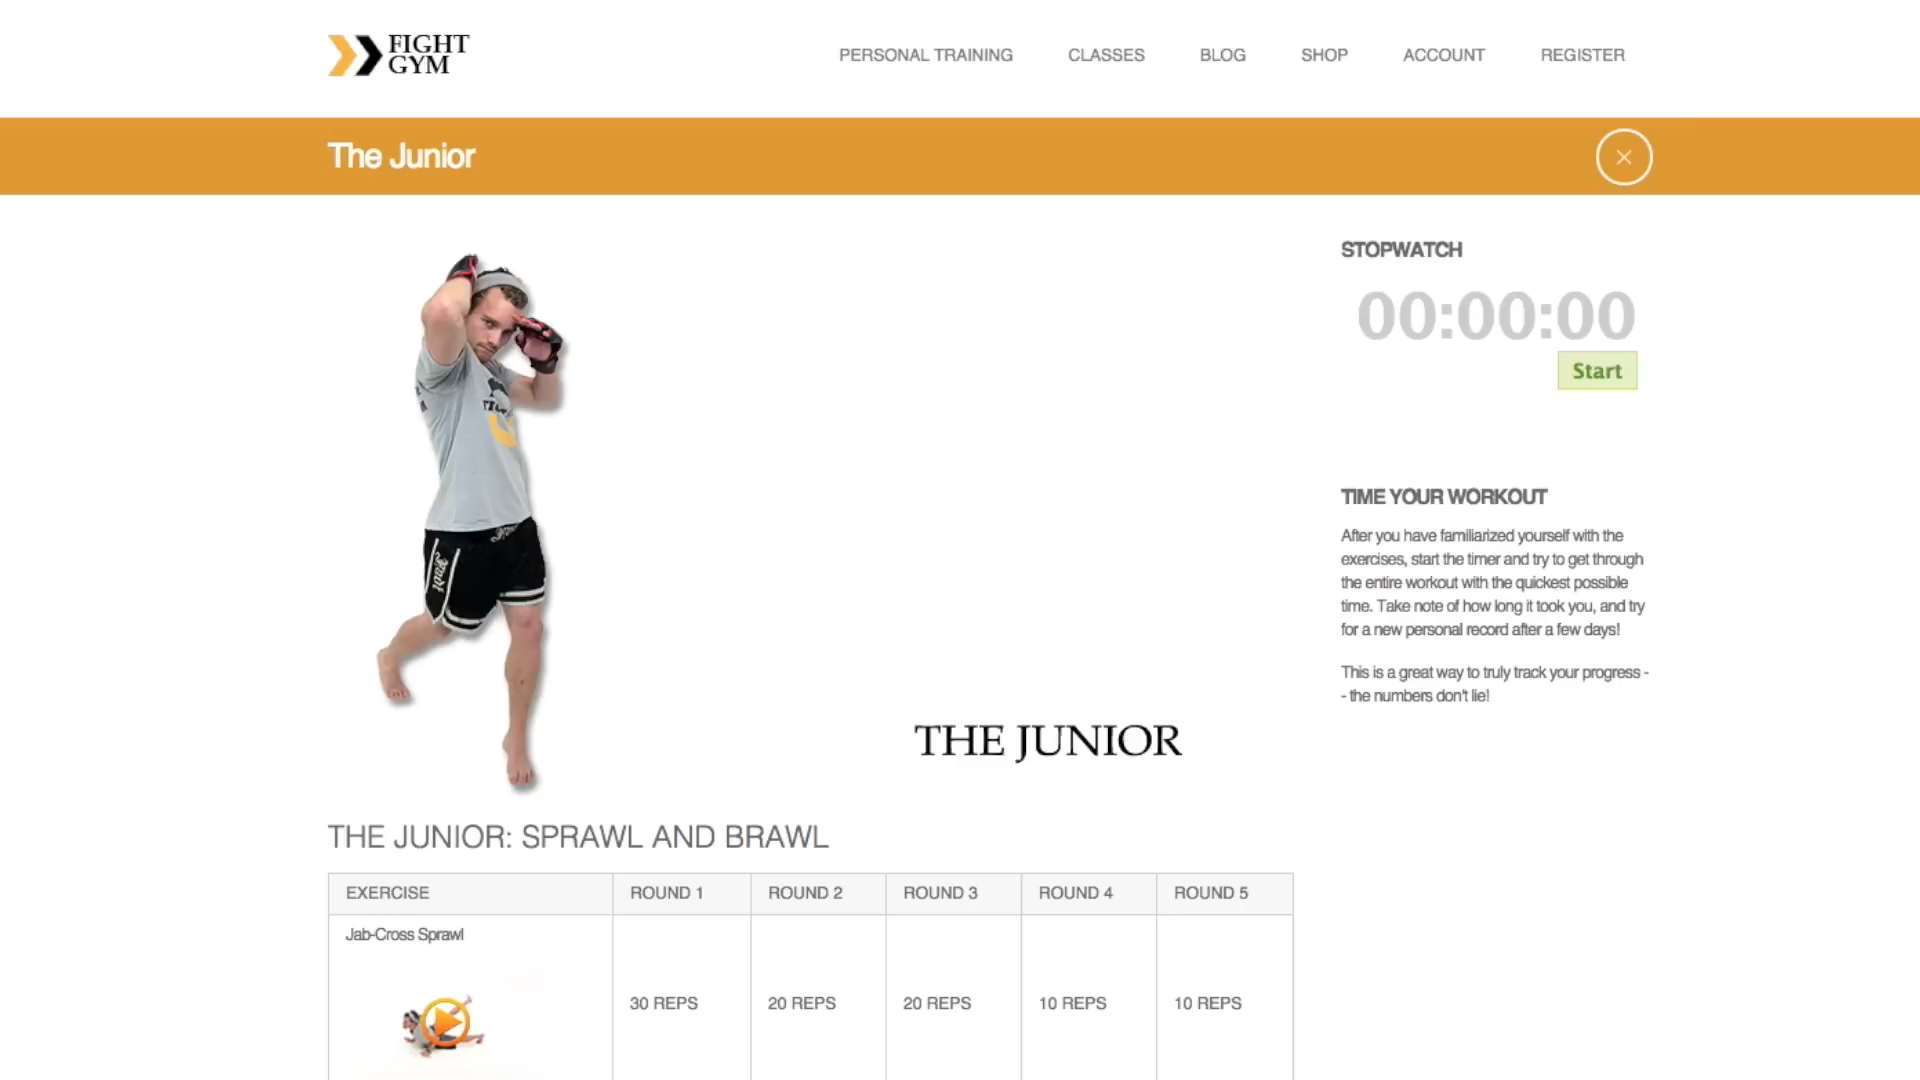 FIGHT
GYM
PERSONAL TRAINING
CLASSES
BLOG
SHOP
ACCOUNT
REGISTER
The Junior
STOPWATCH
00:00:00
Start
TIME YOUR WORKOUT
After you have familiarized yourself with the
exercises, start the timer and try to get through
the entire workout with the quickest possible
time. Take note of how long it took you, and try
for a new personal record after a few days!
This is a great way to truly track your progress -
- the numbers don't lie!
THE JUNIOR
THE JUNIOR: SPRAWL AND BRAWL
EXERCISE
ROUND 1
ROUND 2
ROUND 3
ROUND 4
ROUND 5
Jab-Cross Sprawl
30 REPS
20 REPS
20 REPS
10 REPS
10 REPS